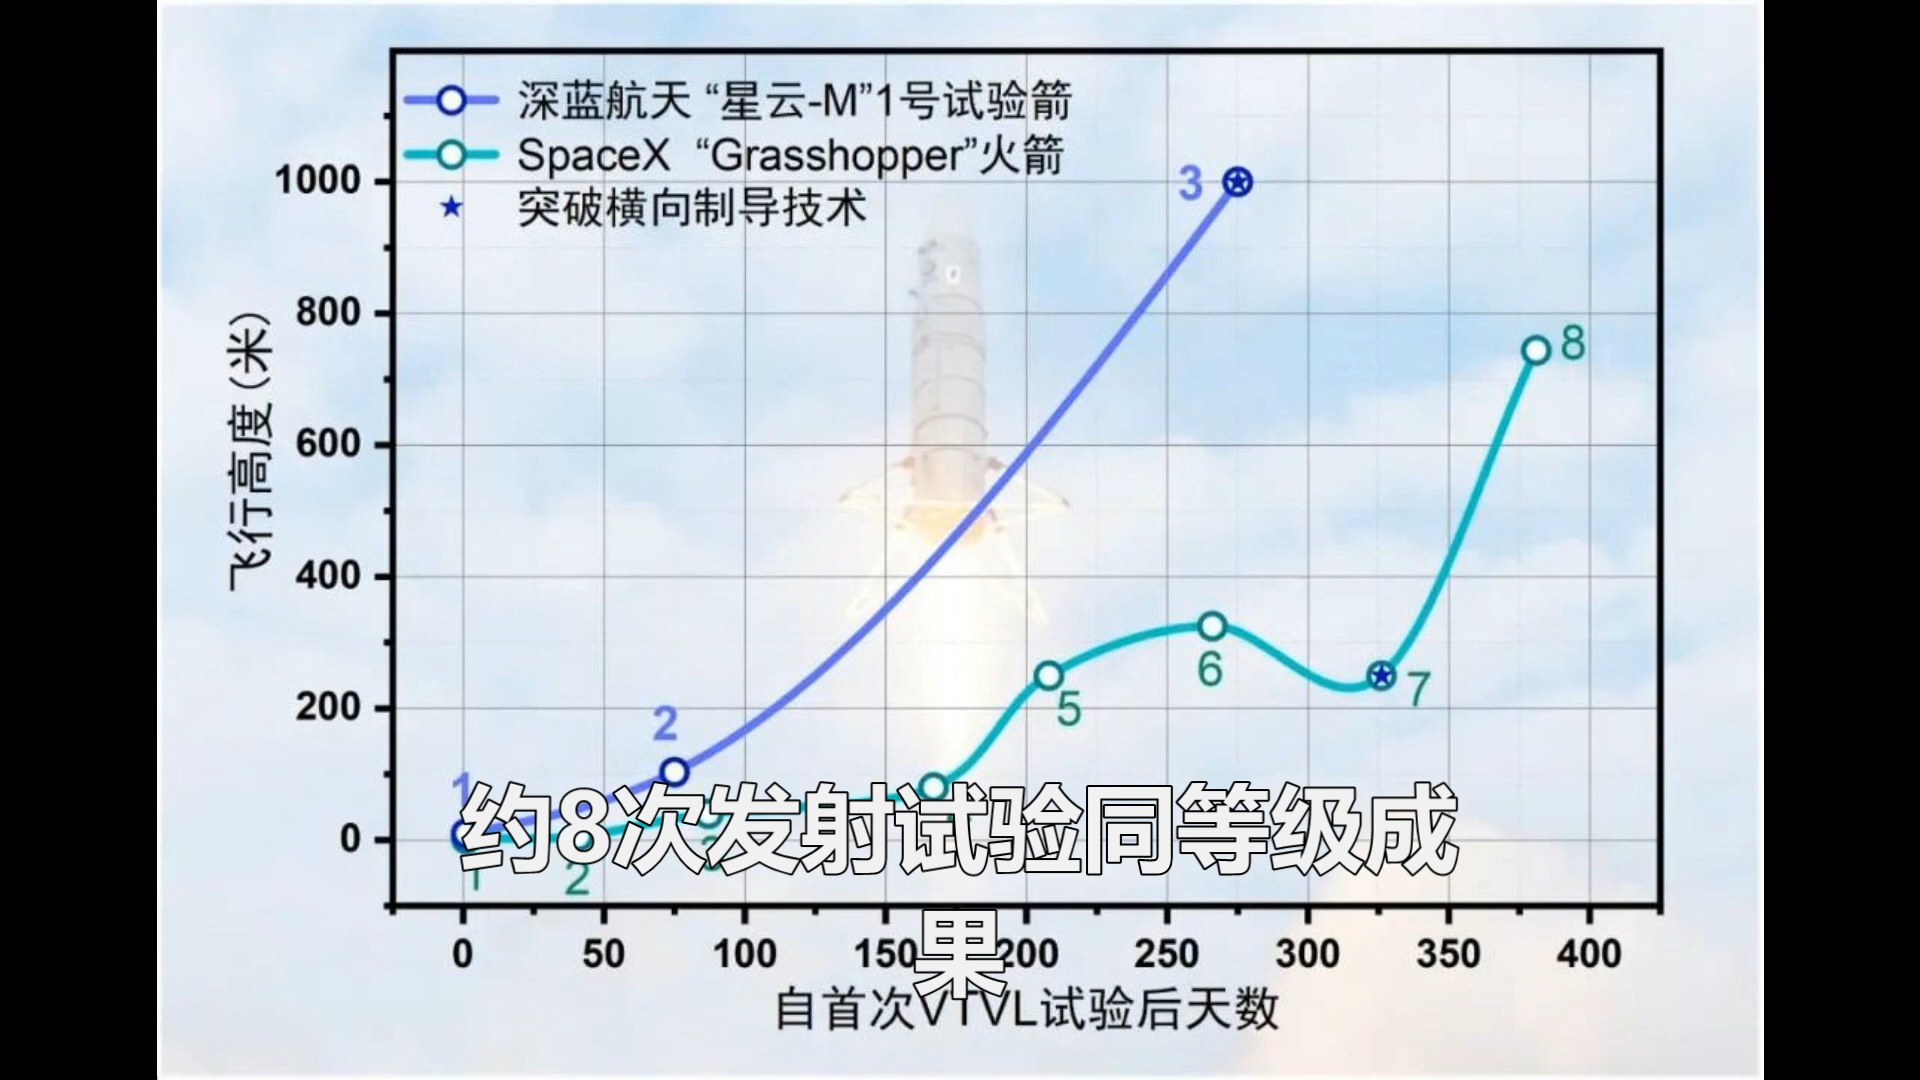 深蓝航天 “星云-M”1号试验箭
SpaceX “Grasshopper”火箭
突破横向制导技术
飞行高度(米)
1000
800
600
400
200
0
3
8
6
5
7
2
1
2
3
1
约8次发射试验同等级成
果
0 50 100 150 200 250 300 350 400
自首次VTVL试验后天数